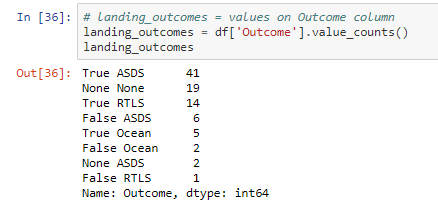 In [36]: # landing_outcomes = values on Outcome column
landing_outcomes = df['Outcome'].value_counts()
landing_outcomes
Out[36]: True ASDS 41
None None 19
True RTLS 14
False ASDS 6
True Ocean 5
False Ocean 2
None ASDS 2
False RTLS 1
Name: Outcome, dtype: int64